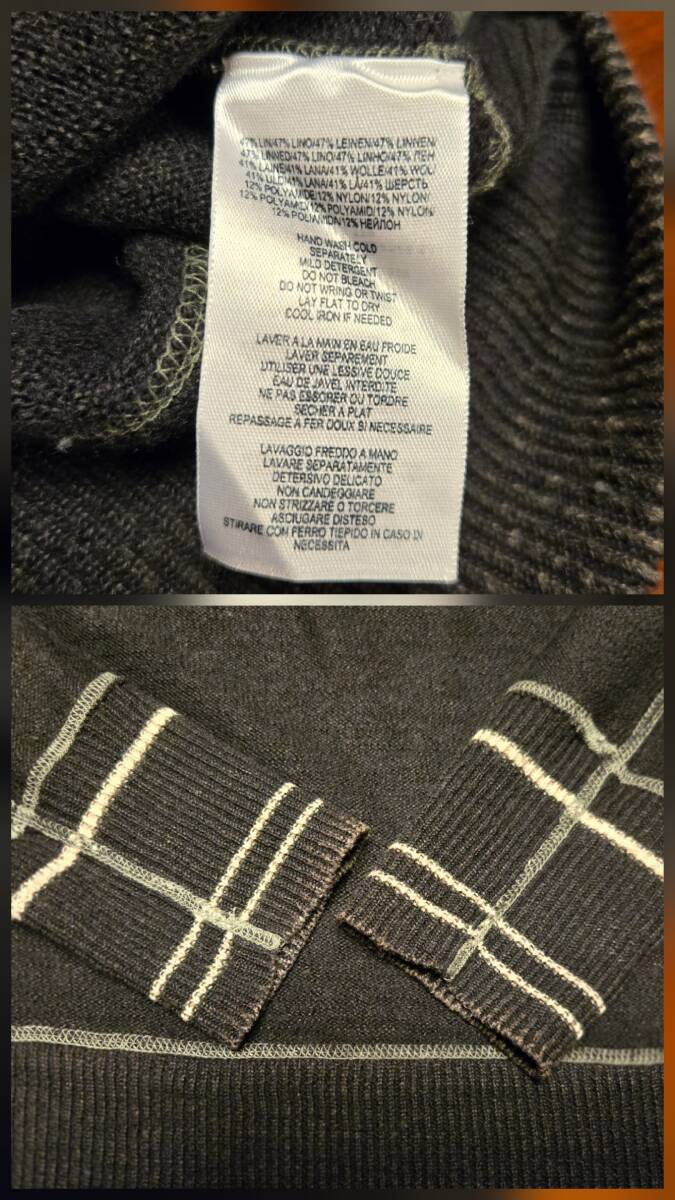 47% LIN/47% LINO/47% LEINEN/47% LINNEN/
47% LINNED/47% LINO/47% LINHO/47% ЛЕН
41% LAINE/41% LANA/41% WOLLE/41% WOL/
41% ULD/41% LANA/41% LÃ/41% ШЕРСТЬ
12% POLYAMIDE/12% NYLON/12% NYLON/
12% POLYAMID/12% POLYAMID/12% NYLON/
12% НЕЙЛОН
HAND WASH COLD
SEPARATELY
MILD DETERGENT
DO NOT BLEACH
DO NOT WRING OR TWIST
LAY FLAT TO DRY
COOL IRON IF NEEDED
LAVER A LA MAIN EN EAU FROIDE
LAVER SEPAREMENT
UTILISER UNE LESSIVE DOUCE
EAU DE JAVEL INTERDITE
NE PAS ESSORER OU TORDRE
SECHER A PLAT
REPASSAGE A FER DOUX SI NECESSAIRE
LAVAGGIO FREDDO A MANO
LAVARE SEPARATAMENTE
DETERSIVO DELICATO
NON CANDEGGIARE
NON STRIZZARE O TORCERE
ASCIUGARE DISTESO
STIRARE CON FERRO TIEPIDO IN CASO DI
NECESSITA